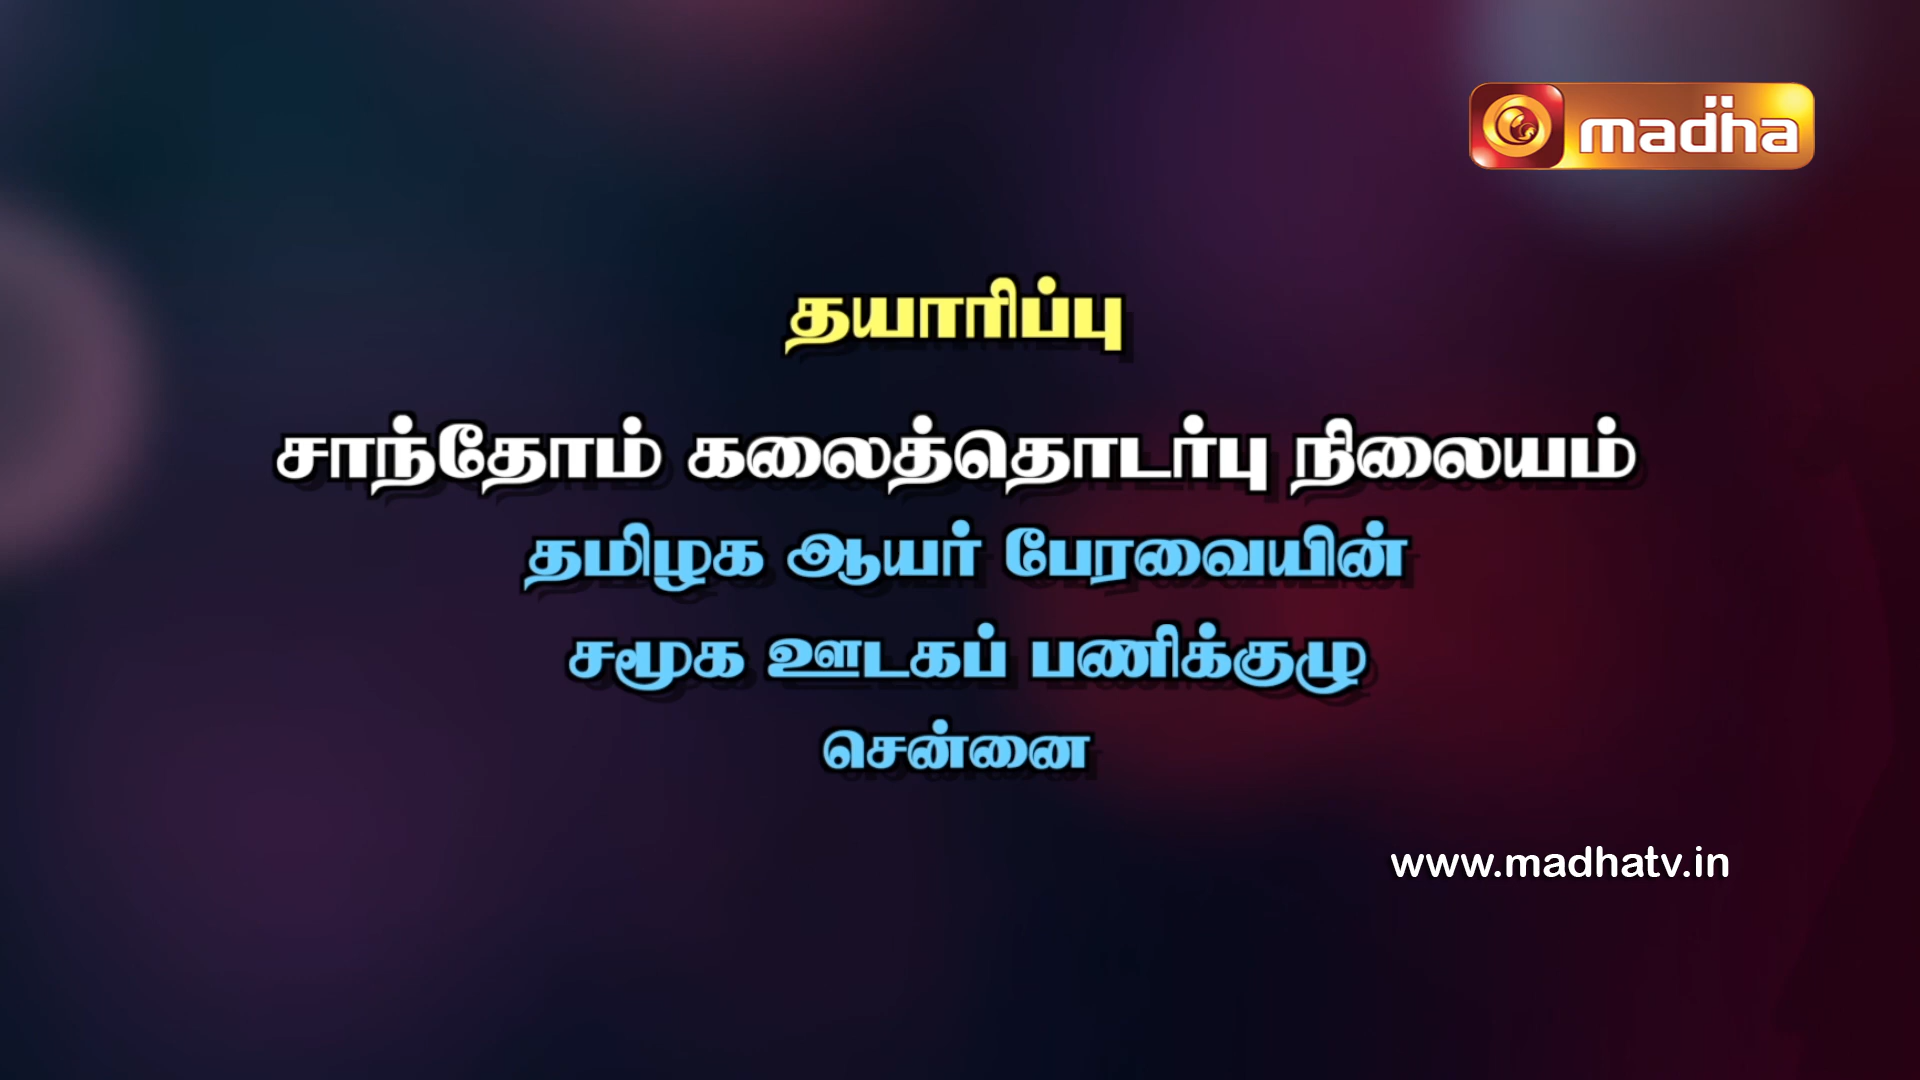 madha
தயாரிப்பு
சாந்தோம் கலைத்தொடர்பு நிலையம்
தமிழக ஆயர் பேரவையின்
சமூக ஊடகப் பணிக்குழு
சென்னை
www.madhatv.in